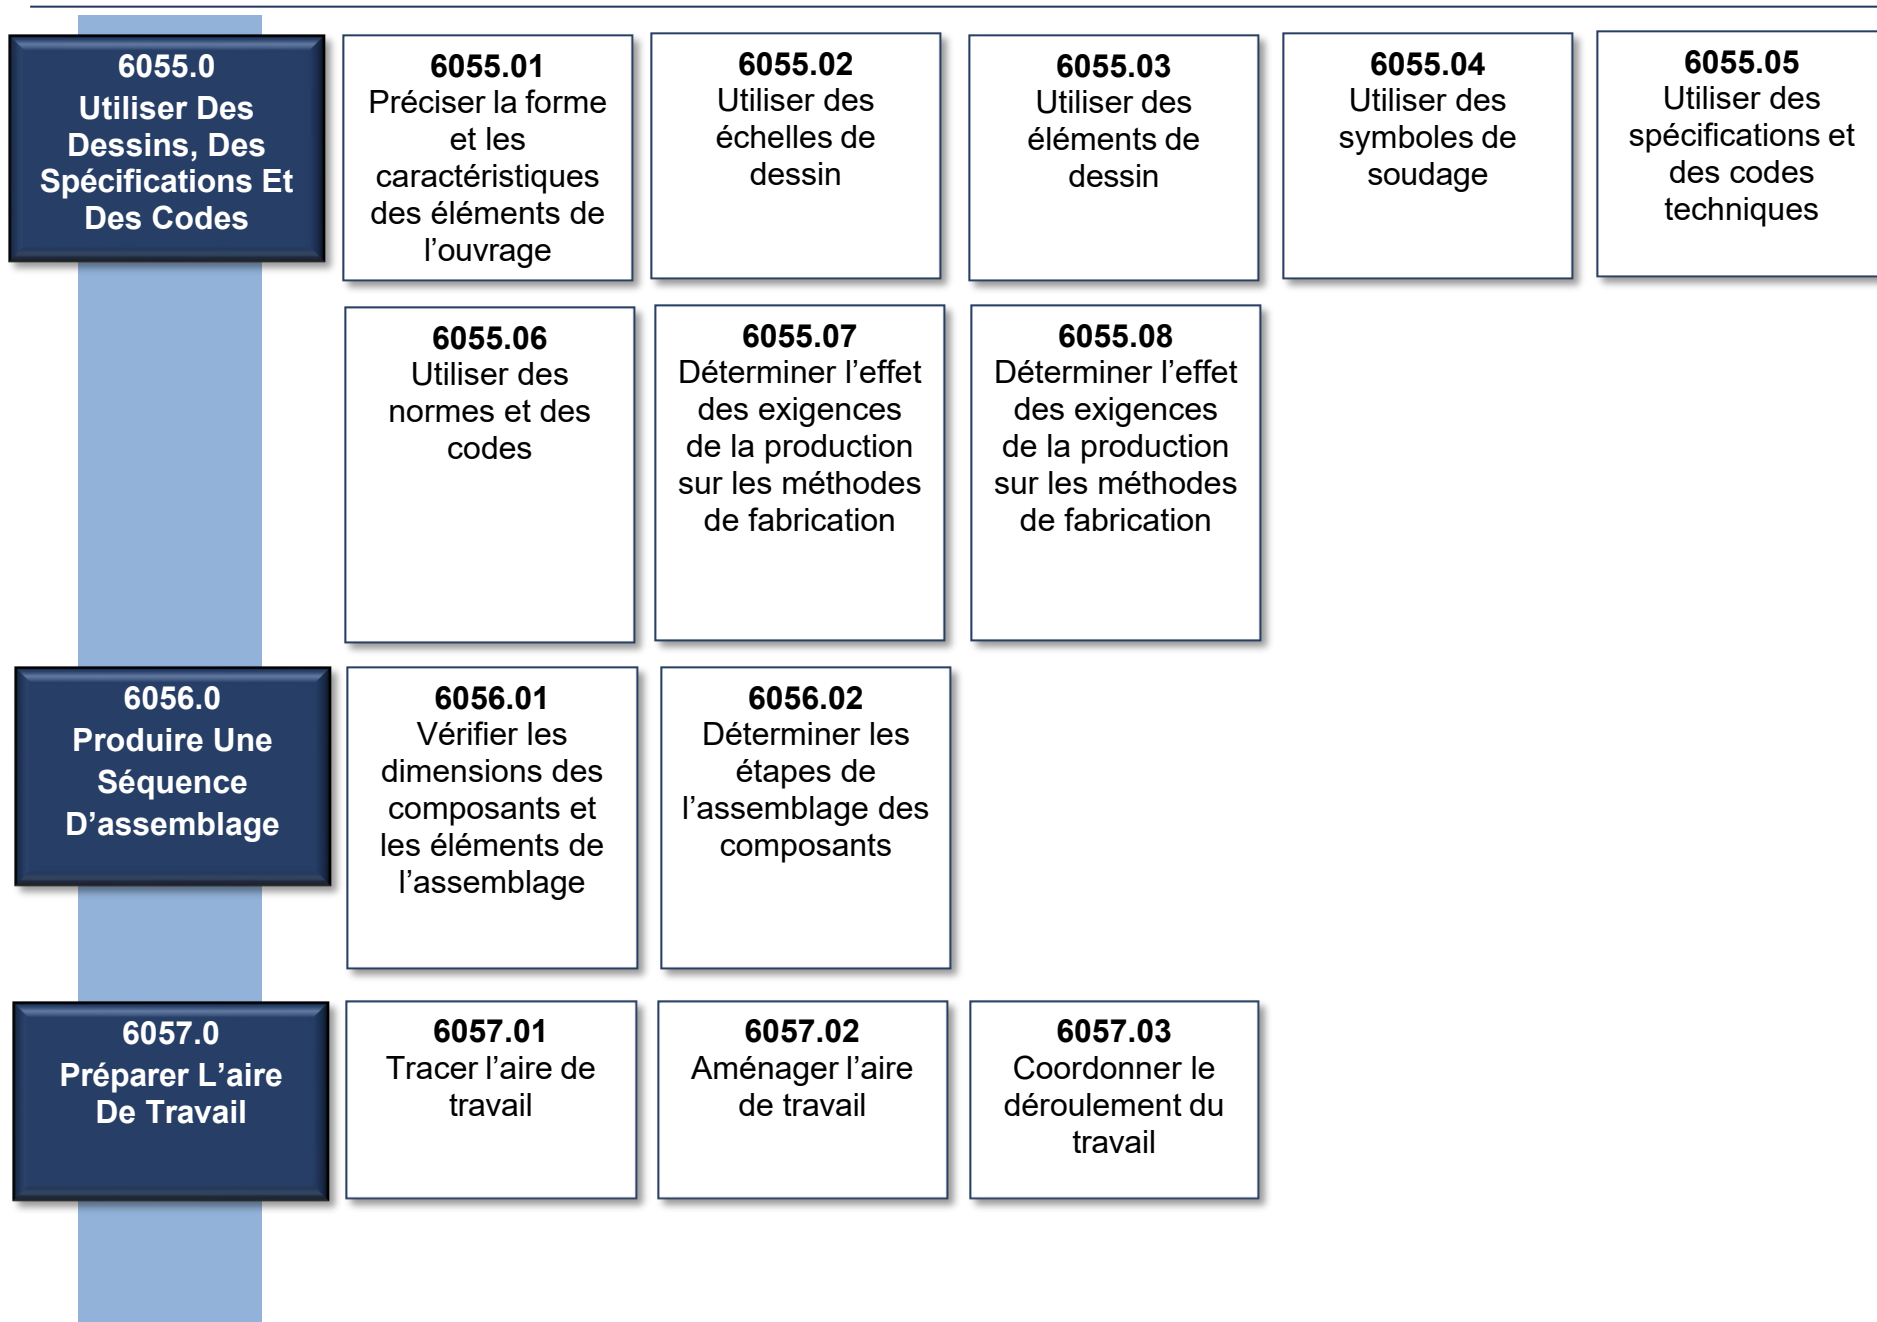 6055.0
Utiliser Des
Dessins, Des
Spécifications Et
Des Codes
6055.01
Préciser la forme
et les
caractéristiques
des éléments de
l’ouvrage
6055.02
Utiliser des
échelles de
dessin
6055.03
Utiliser des
éléments de
dessin
6055.04
Utiliser des
symboles de
soudage
6055.05
Utiliser des
spécifications et
des codes
techniques
6055.06
Utiliser des
normes et des
codes
6055.07
Déterminer l’effet
des exigences
de la production
sur les méthodes
de fabrication
6055.08
Déterminer l’effet
des exigences
de la production
sur les méthodes
de fabrication
6056.0
Produire Une
Séquence
D’assemblage
6056.01
Vérifier les
dimensions des
composants et
les éléments de
l’assemblage
6056.02
Déterminer les
étapes de
l’assemblage des
composants
6057.0
Préparer L’aire
De Travail
6057.01
Tracer l’aire de
travail
6057.02
Aménager l’aire
de travail
6057.03
Coordonner le
déroulement du
travail